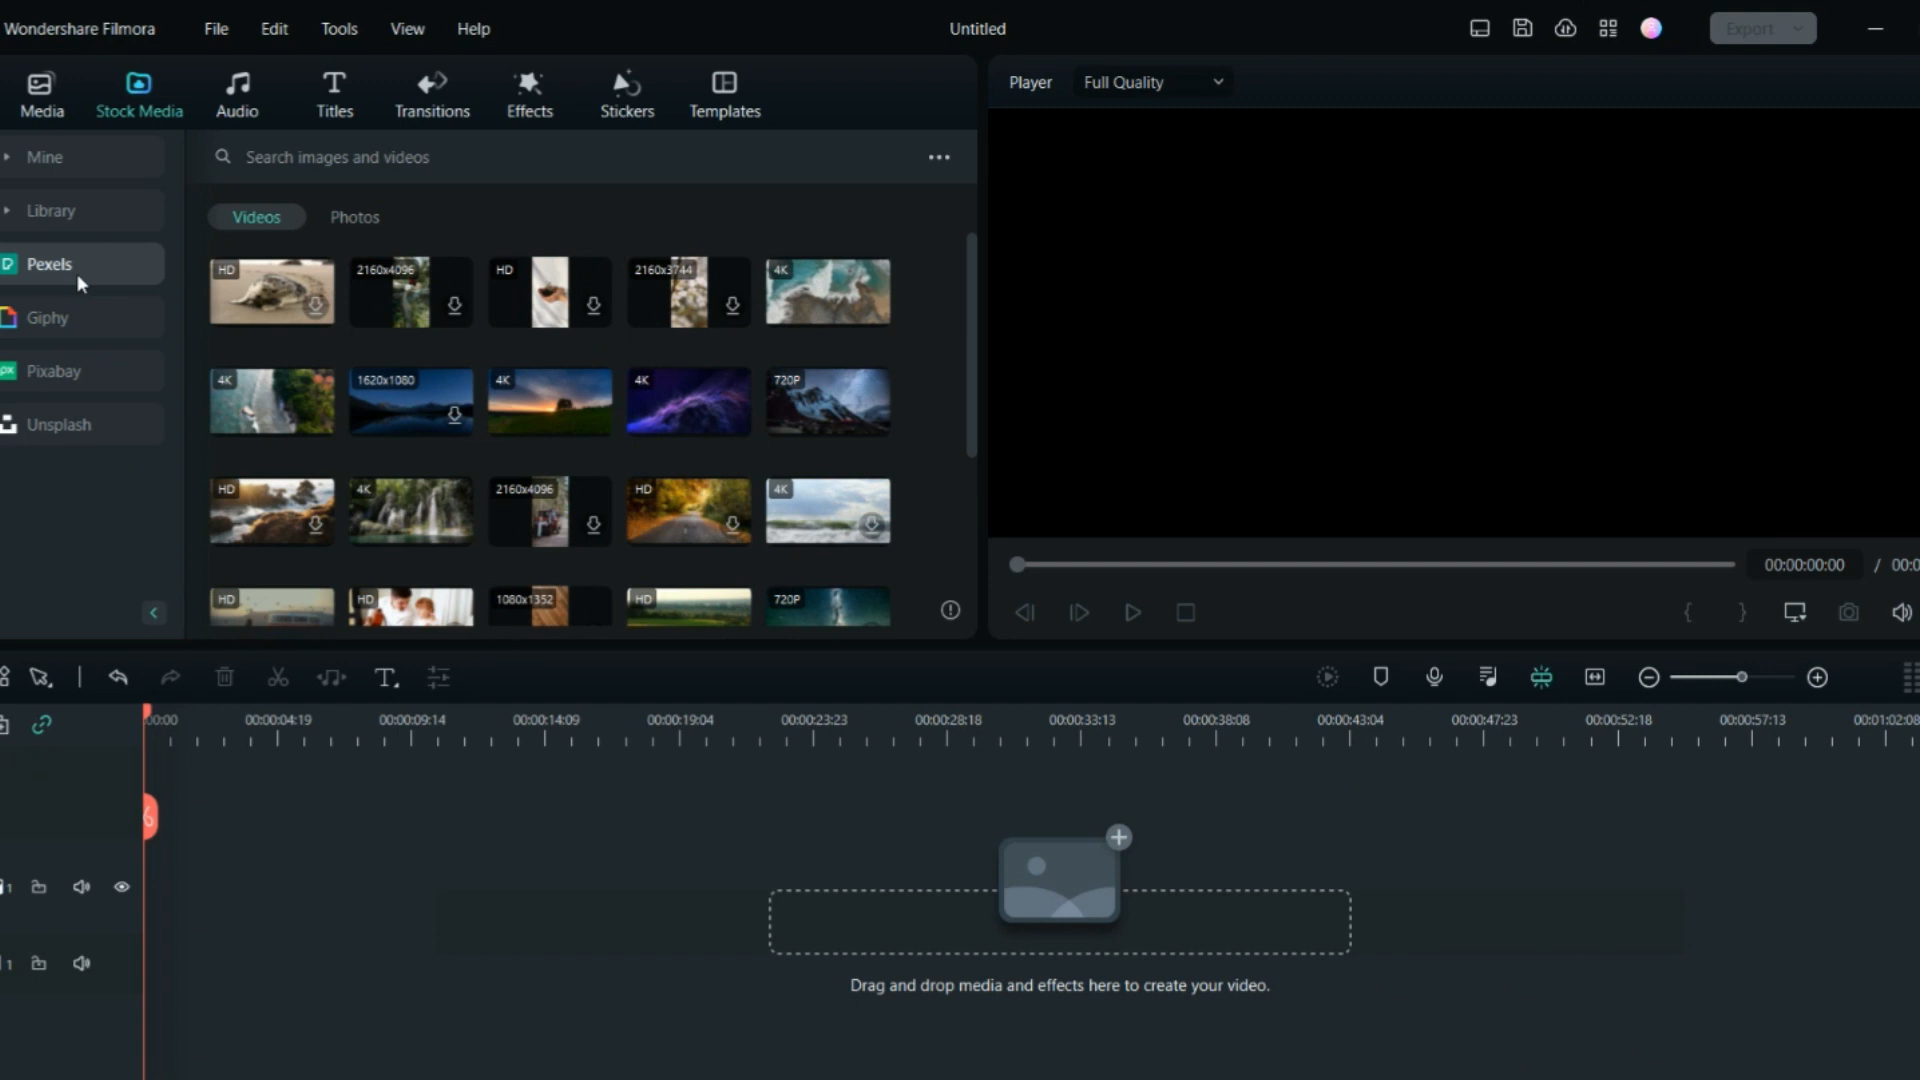 Wondershare Filmora File Edit Tools View Help Untitled Export
Media Stock Media Audio Titles Transitions Effects Stickers Templates
Player Full Quality
Mine
Library
Pexels
Giphy
Pixabay
Unsplash
Search images and videos
Videos Photos
HD 2160x4096 HD 2160x3744 4K
4K 1620x1080 4K 4K 720P
HD 4K 2160x4096 HD 4K
HD HD 1080x1352 HD 720P
00:00:00:00 / 00:0
00:00 00:00:04:19 00:00:09:14 00:00:14:09 00:00:19:04 00:00:23:23 00:00:28:18 00:00:33:13 00:00:38:08 00:00:43:04 00:00:47:23 00:00:52:18 00:00:57:13 00:01:02:08
1
1
Drag and drop media and effects here to create your video.